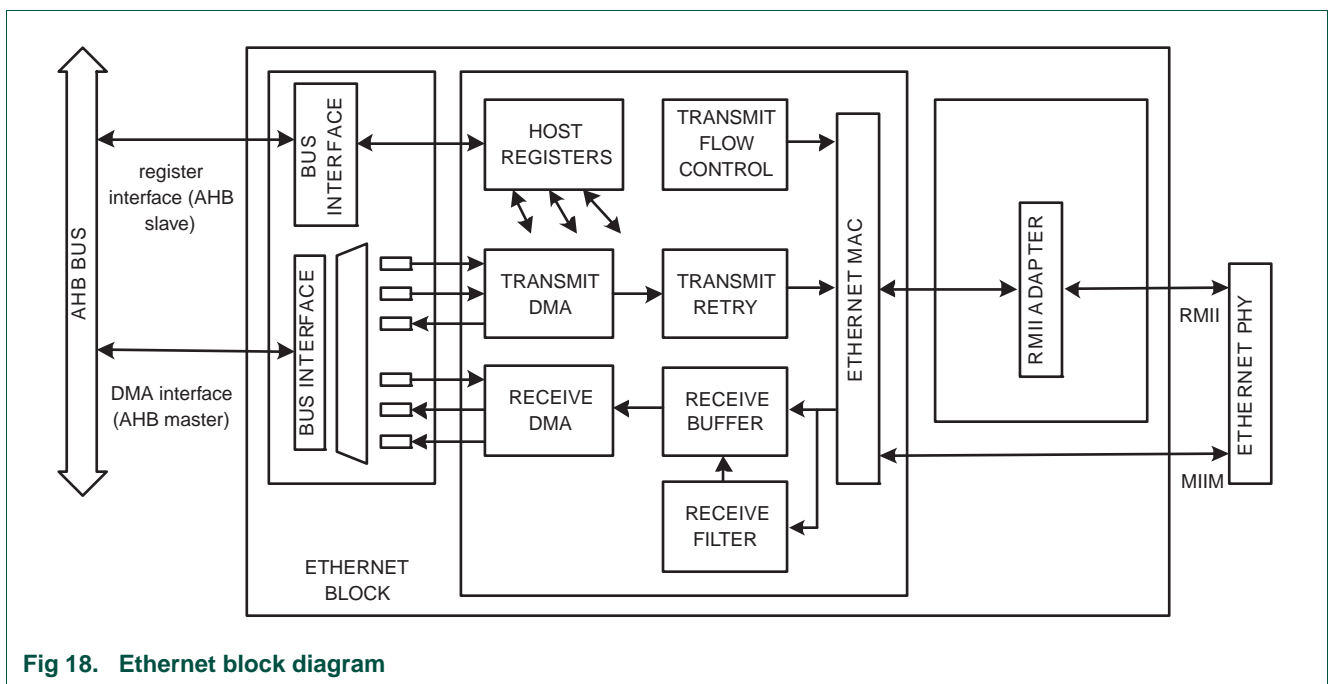 AHB BUS
register
interface (AHB
slave)
DMA interface
(AHB master)
BUS
INTERFACE
BUS INTERFACE
HOST
REGISTERS
TRANSMIT
FLOW
CONTROL
TRANSMIT
DMA
TRANSMIT
RETRY
RECEIVE
DMA
RECEIVE
BUFFER
RECEIVE
FILTER
ETHERNET MAC
RMII ADAPTER
RMII
MIIM
ETHERNET PHY
ETHERNET
BLOCK
Fig 18. Ethernet block diagram